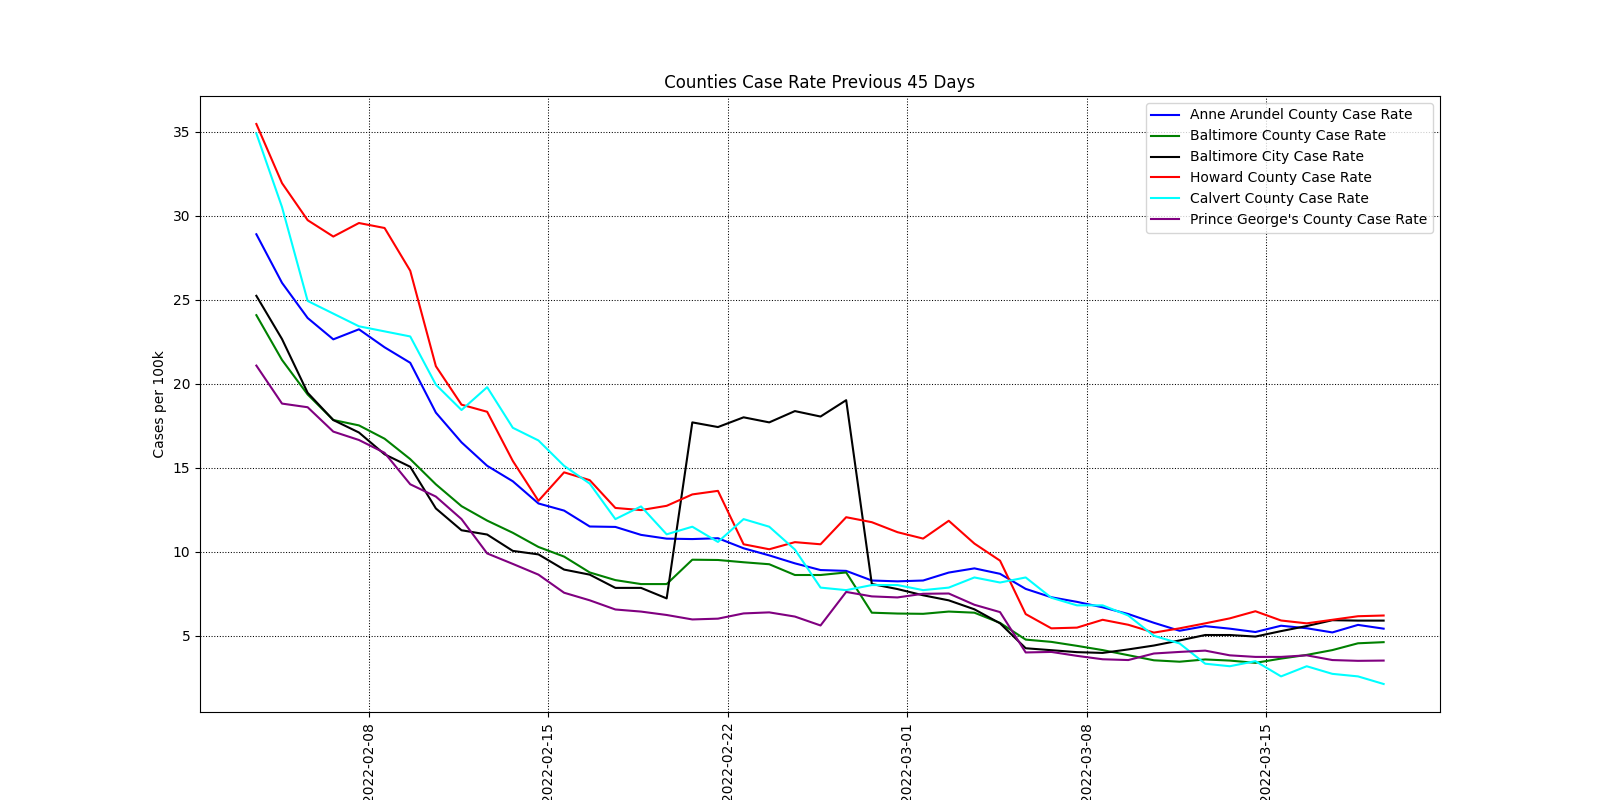 Counties Case Rate Previous 45 Days
Anne Arundel County Case Rate
Baltimore County Case Rate
Baltimore City Case Rate
Howard County Case Rate
Calvert County Case Rate
Prince George's County Case Rate
Cases per 100k
35
30
25
20
15
10
5
2022-02-08
2022-02-15
2022-02-22
2022-03-01
2022-03-08
2022-03-15